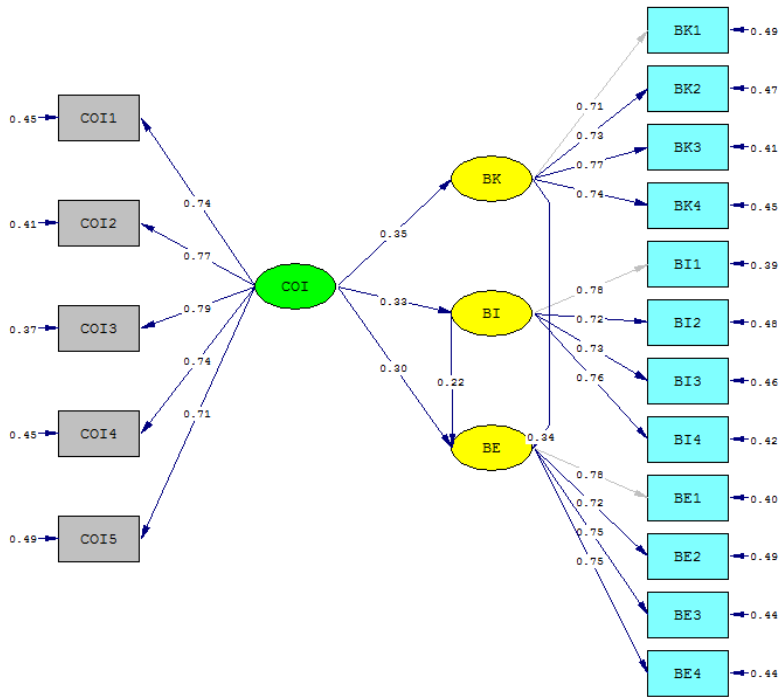 BK1
0.49
0.71
BK2
0.47
0.73
BK3
0.41
0.77
BK4
0.45
0.74
0.45
COI1
0.74
0.41
COI2
0.77
0.37
COI3
0.79
0.45
COI4
0.74
0.49
COI5
0.71
COI
BK
0.35
BI
0.33
BE
0.30
0.22
0.34
BI1
0.39
0.78
BI2
0.48
0.72
BI3
0.46
0.73
BI4
0.42
0.76
BE1
0.40
0.78
BE2
0.49
0.72
BE3
0.44
0.75
BE4
0.44
0.75